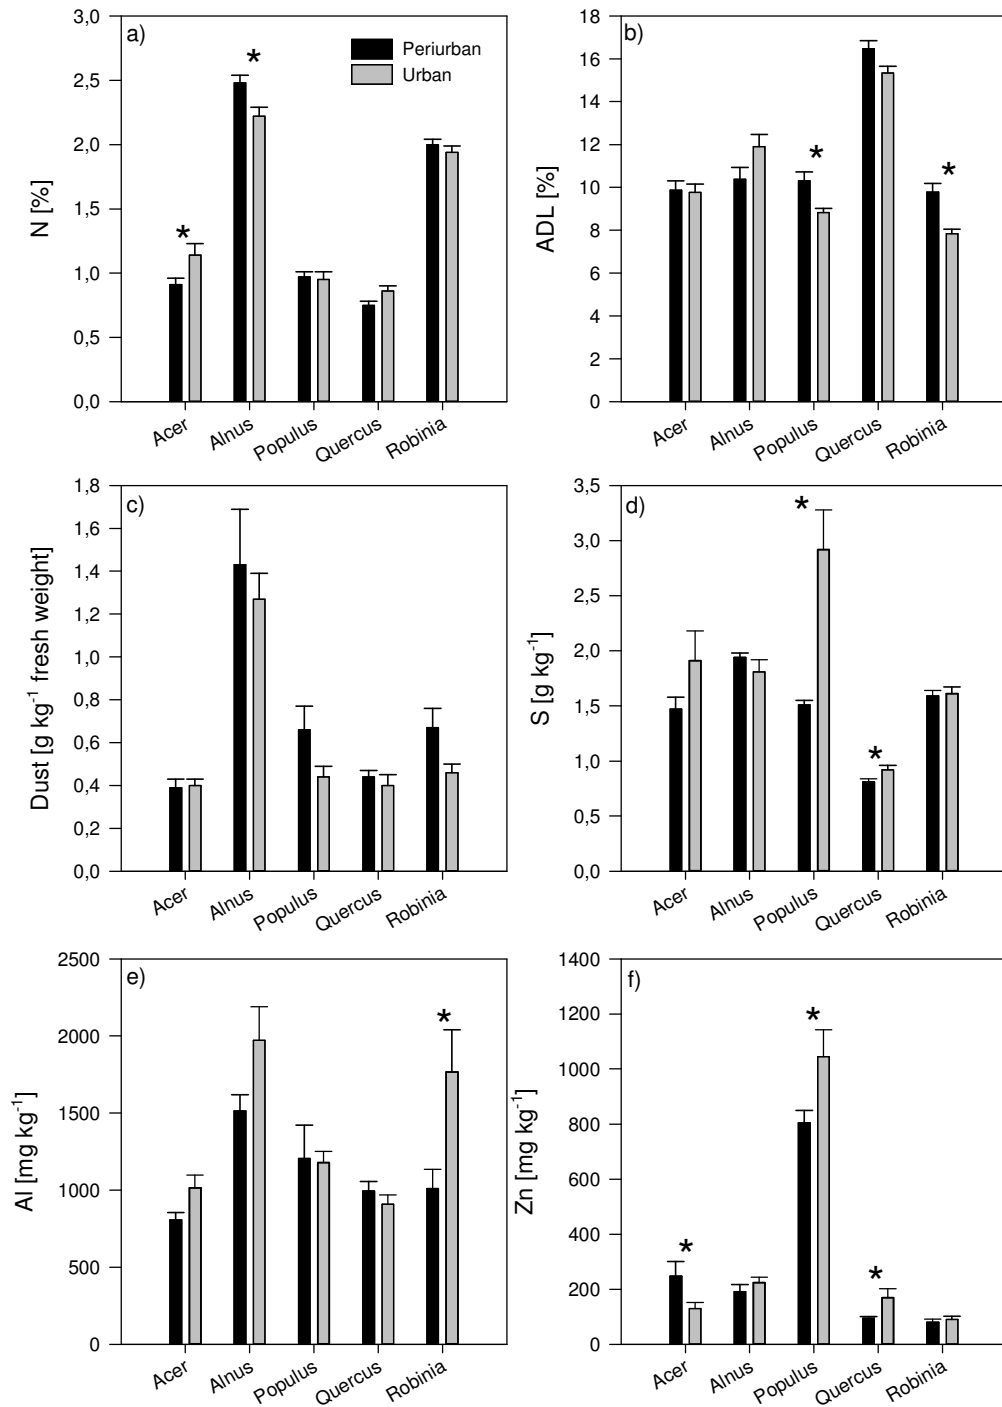 a)
Periurban
Urban
*
*
N [%]
3,0
2,5
2,0
1,5
1,0
0,5
0,0
Acer
Alnus
Populus
Quercus
Robinia
b)
*
*
ADL [%]
18
16
14
12
10
8
6
4
2
0
Acer
Alnus
Populus
Quercus
Robinia
c)
Dust [g kg⁻¹ fresh weight]
1,8
1,6
1,4
1,2
1,0
0,8
0,6
0,4
0,2
0,0
Acer
Alnus
Populus
Quercus
Robinia
d)
*
*
S [g kg⁻¹]
3,5
3,0
2,5
2,0
1,5
1,0
0,5
0,0
Acer
Alnus
Populus
Quercus
Robinia
e)
*
Al [mg kg⁻¹]
2500
2000
1500
1000
500
0
Acer
Alnus
Populus
Quercus
Robinia
f)
*
*
*
Zn [mg kg⁻¹]
1400
1200
1000
800
600
400
200
0
Acer
Alnus
Populus
Quercus
Robinia